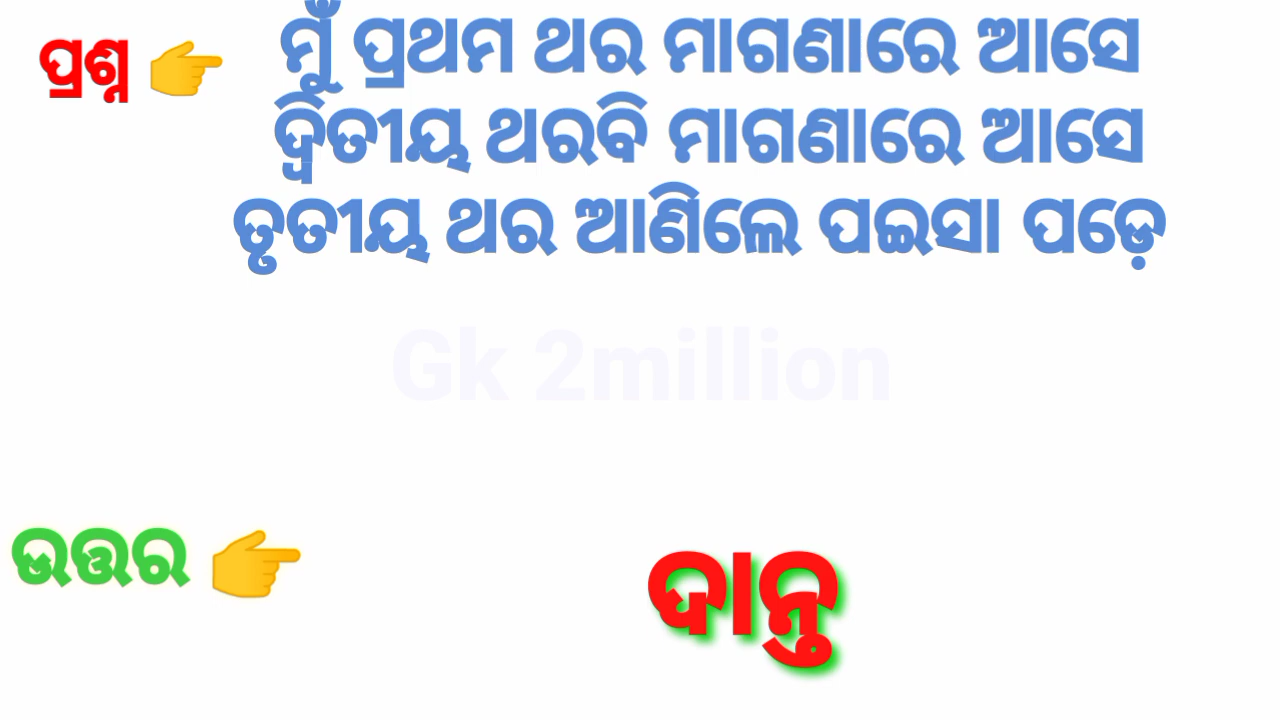 ପ୍ରଶ୍ନ 👉 ମୁଁ ପ୍ରଥମ ଥର ମାଗଣାରେ ଆସେ
ଦ୍ଵିତୀୟ ଥରବି ମାଗଣାରେ ଆସେ
ତୃତୀୟ ଥର ଆଣିଲେ ପଇସା ପଡ଼େ
Gk 2million
ଉତ୍ତର 👉 ଦାନ୍ତ